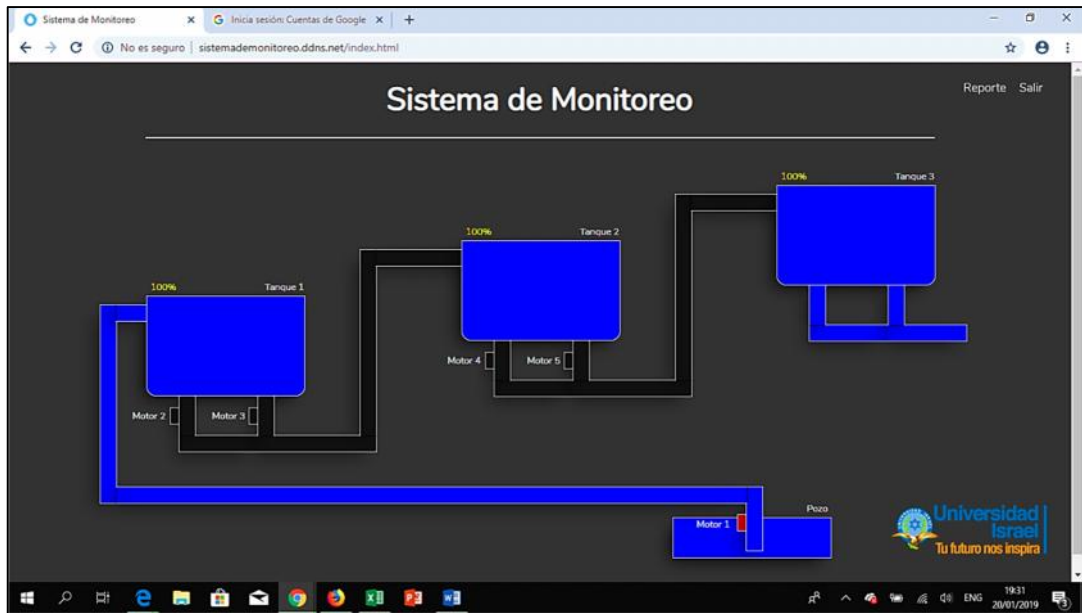 Sistema de Monitoreo
Inicia sesión: Cuentas de Google
No es seguro
sistemademonitoreo.ddns.net/index.html
Sistema de Monitoreo
Reporte Salir
100% Tanque 3
100% Tanque 2
100% Tanque 1
Motor 4 Motor 5
Motor 2 Motor 3
Pozo
Motor 1
Universidad
Israel
Tu futuro nos inspira
ENG
19:31
20/01/2019